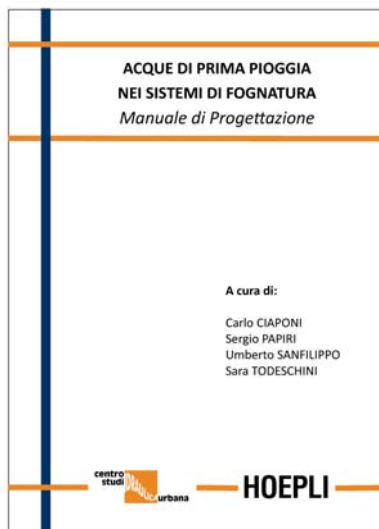 ACQUE DI PRIMA PIOGGIA
NEI SISTEMI DI FOGNATURA
Manuale di Progettazione
A cura di:
Carlo CIAPONI
Sergio PAPIRI
Umberto SANFILIPPO
Sara TODESCHINI
centro
studi
IDRAULICA
urbana
HOEPLI